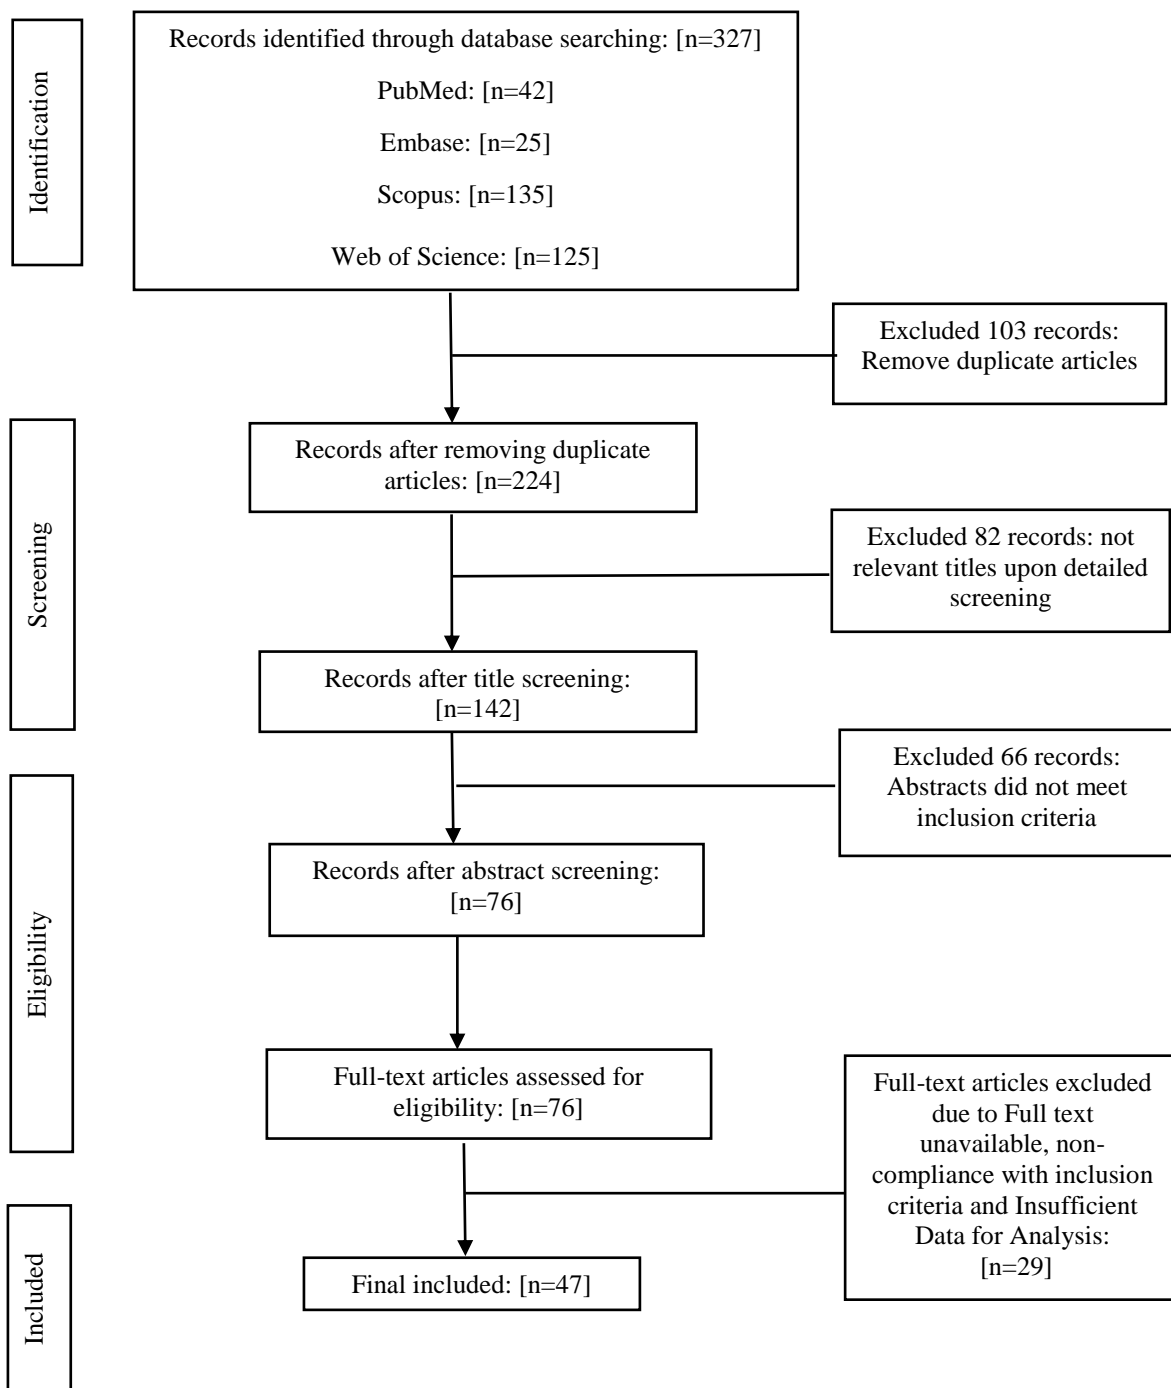 Identification
Records identified through database searching: [n=327]
PubMed: [n=42]
Embase: [n=25]
Scopus: [n=135]
Web of Science: [n=125]
Excluded 103 records:
Remove duplicate articles
Screening
Records after removing duplicate
articles: [n=224]
Excluded 82 records: not
relevant titles upon detailed
screening
Records after title screening:
[n=142]
Excluded 66 records:
Abstracts did not meet
inclusion criteria
Eligibility
Records after abstract screening:
[n=76]
Full-text articles assessed for
eligibility: [n=76]
Full-text articles excluded
due to Full text
unavailable, non-
compliance with inclusion
criteria and Insufficient
Data for Analysis:
[n=29]
Included
Final included: [n=47]